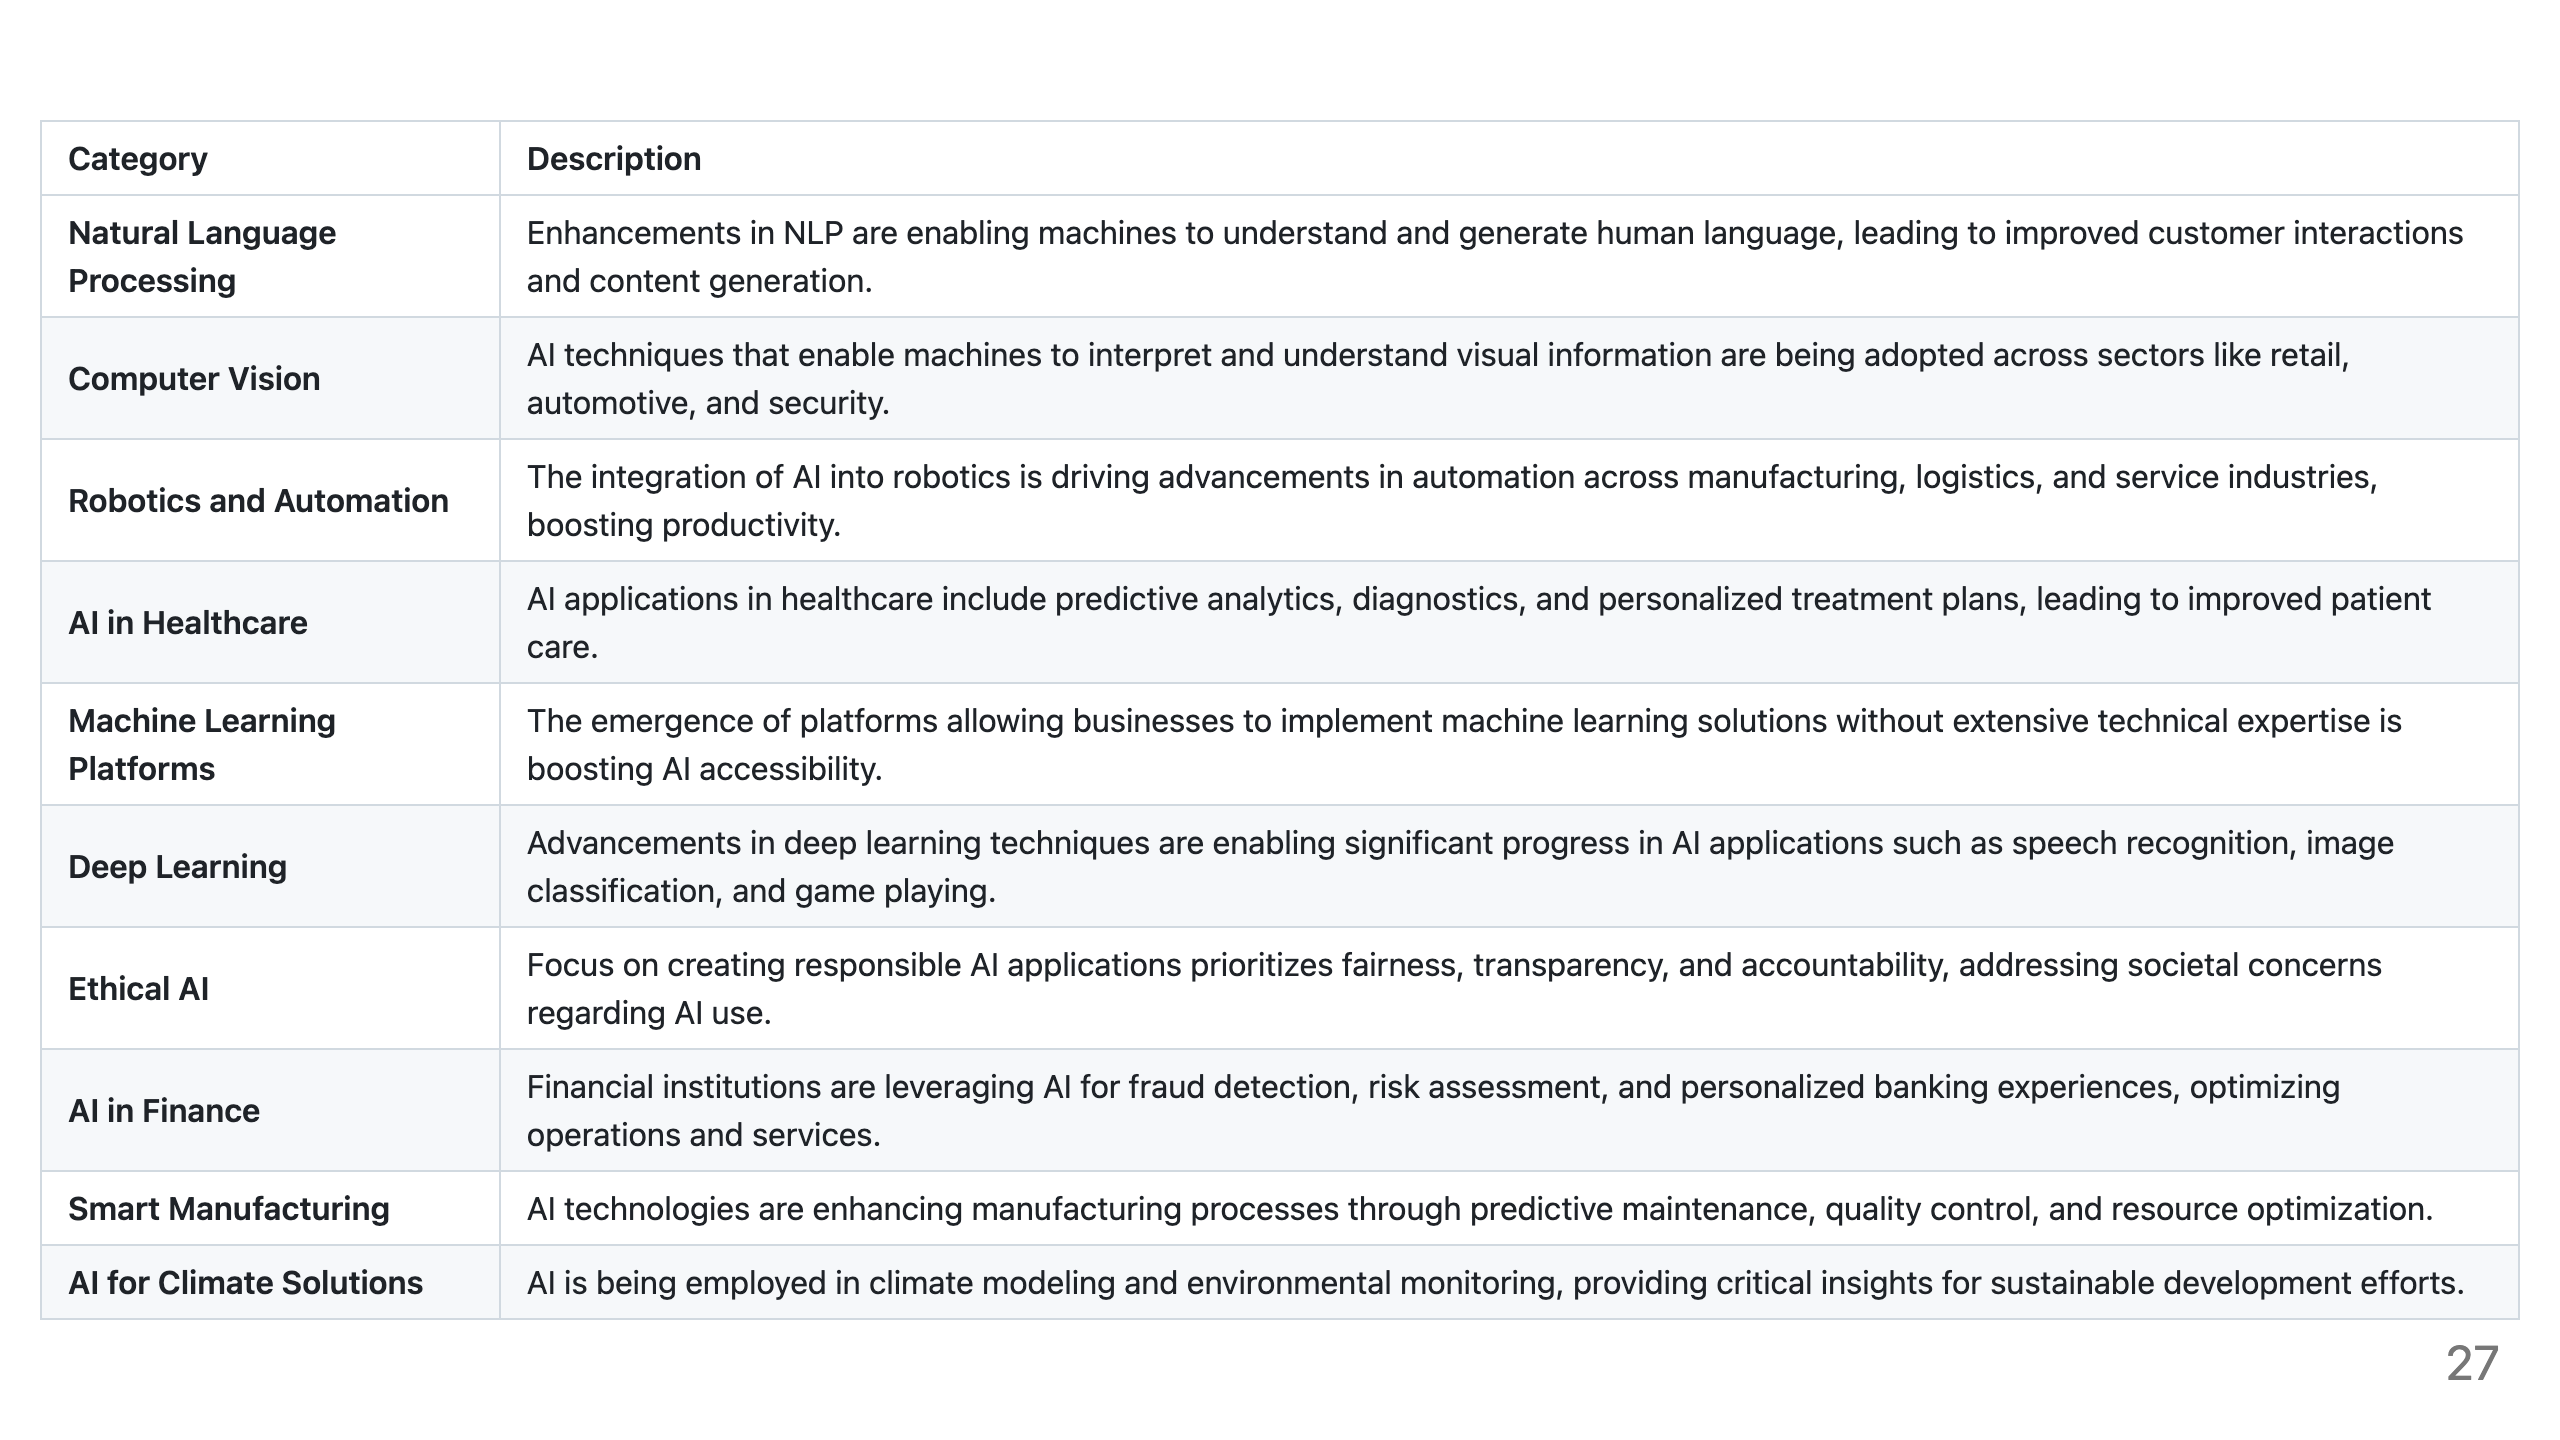 Category
Description
Natural Language
Processing
Enhancements in NLP are enabling machines to understand and generate human language, leading to improved customer interactions
and content generation.
Computer Vision
AI techniques that enable machines to interpret and understand visual information are being adopted across sectors like retail,
automotive, and security.
Robotics and Automation
The integration of AI into robotics is driving advancements in automation across manufacturing, logistics, and service industries,
boosting productivity.
AI in Healthcare
AI applications in healthcare include predictive analytics, diagnostics, and personalized treatment plans, leading to improved patient
care.
Machine Learning
Platforms
The emergence of platforms allowing businesses to implement machine learning solutions without extensive technical expertise is
boosting AI accessibility.
Deep Learning
Advancements in deep learning techniques are enabling significant progress in AI applications such as speech recognition, image
classification, and game playing.
Ethical AI
Focus on creating responsible AI applications prioritizes fairness, transparency, and accountability, addressing societal concerns
regarding AI use.
AI in Finance
Financial institutions are leveraging AI for fraud detection, risk assessment, and personalized banking experiences, optimizing
operations and services.
Smart Manufacturing
AI technologies are enhancing manufacturing processes through predictive maintenance, quality control, and resource optimization.
AI for Climate Solutions
AI is being employed in climate modeling and environmental monitoring, providing critical insights for sustainable development efforts.
27